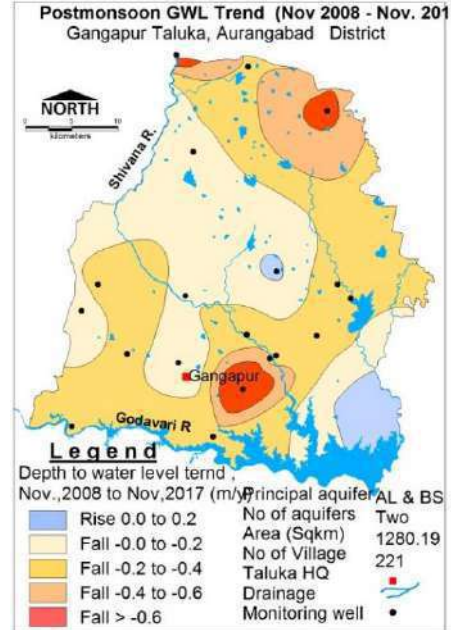 Postmonsoon GWL Trend (Nov 2008 - Nov. 201
Gangapur Taluka, Aurangabad District
NORTH
5 10
kilometers
Shivana R.
Gangapur
Godavari R
Legend
Depth to water level ternd ,
Nov.,2008 to Nov,2017 (m/y)
Rise 0.0 to 0.2
Fall -0.0 to -0.2
Fall -0.2 to -0.4
Fall -0.4 to -0.6
Fall > -0.6
Principal aquifer AL & BS
No of aquifers Two
Area (Sqkm) 1280.19
No of Village 221
Taluka HQ
Drainage
Monitoring well